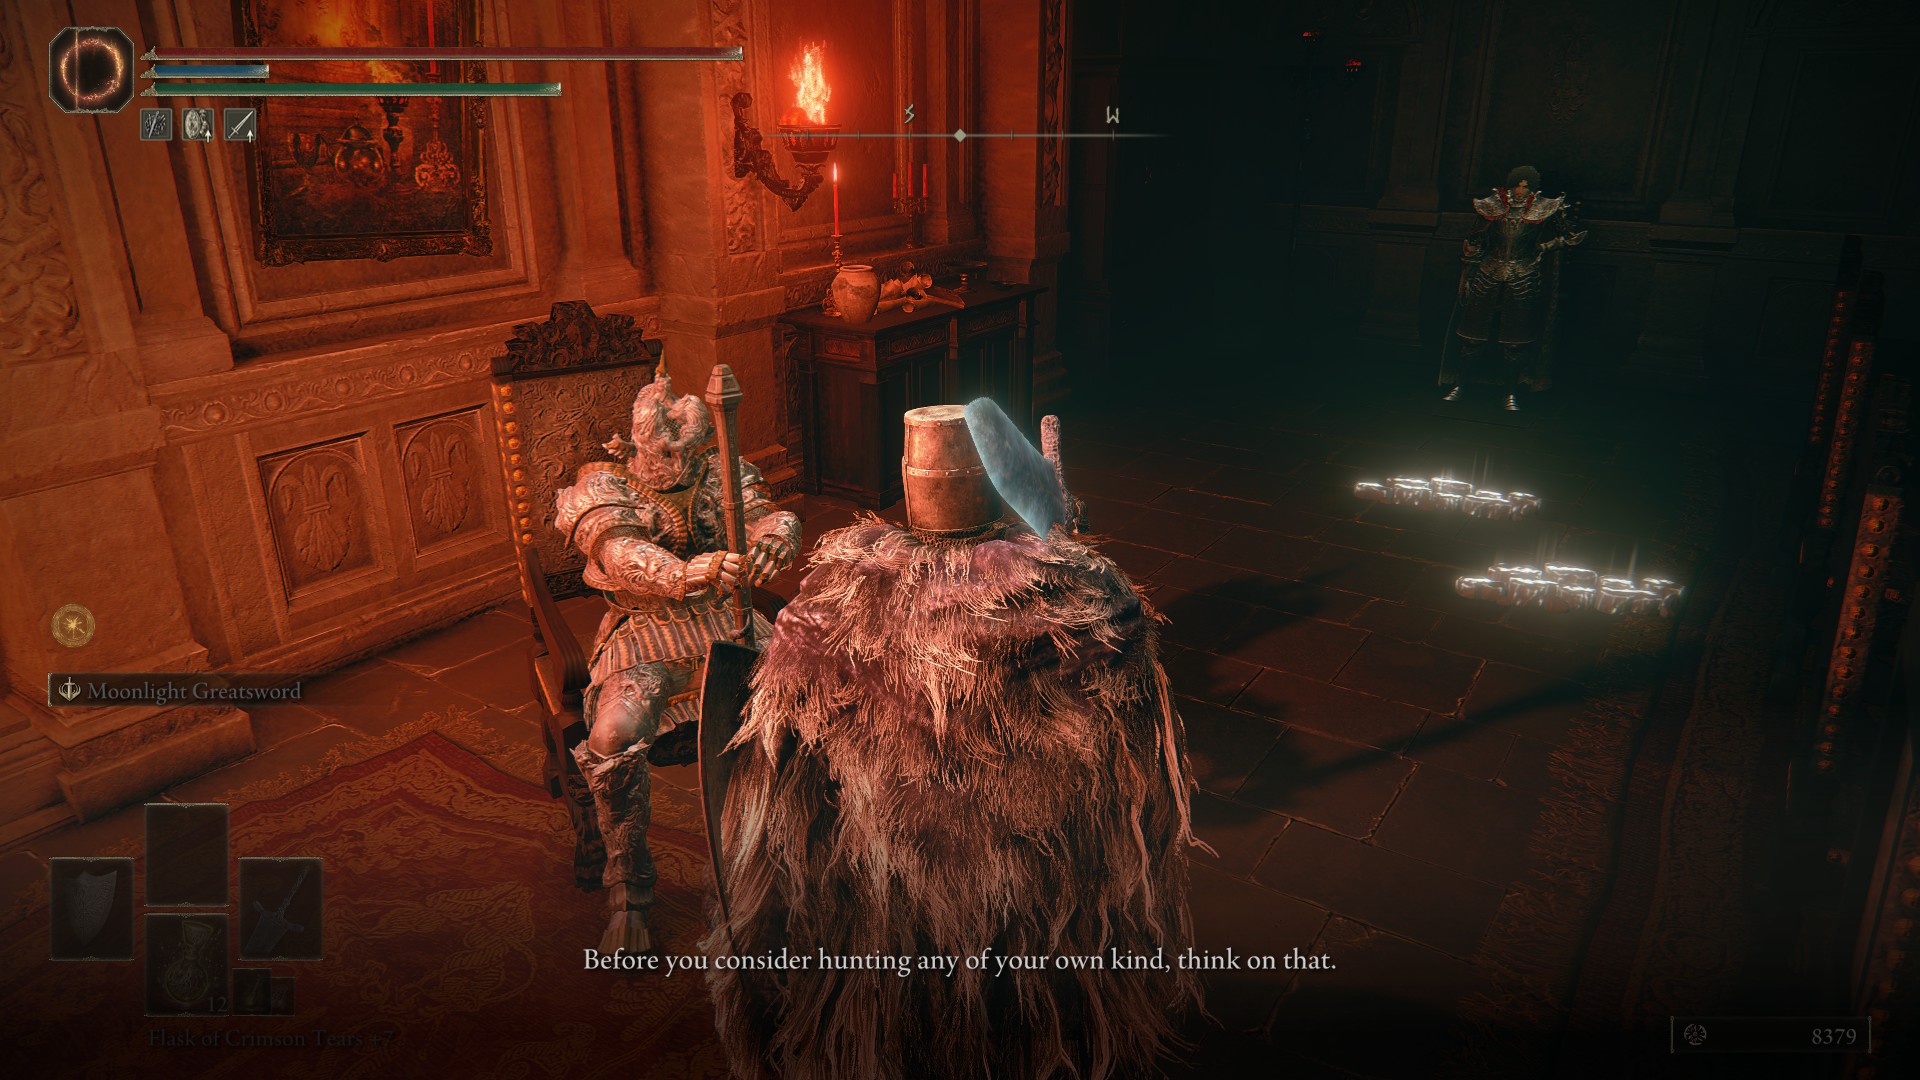 S
W
Moonlight Greatsword
12
Before you consider hunting any of your own kind, think on that.
Flask of Crimson Tears +7
8379